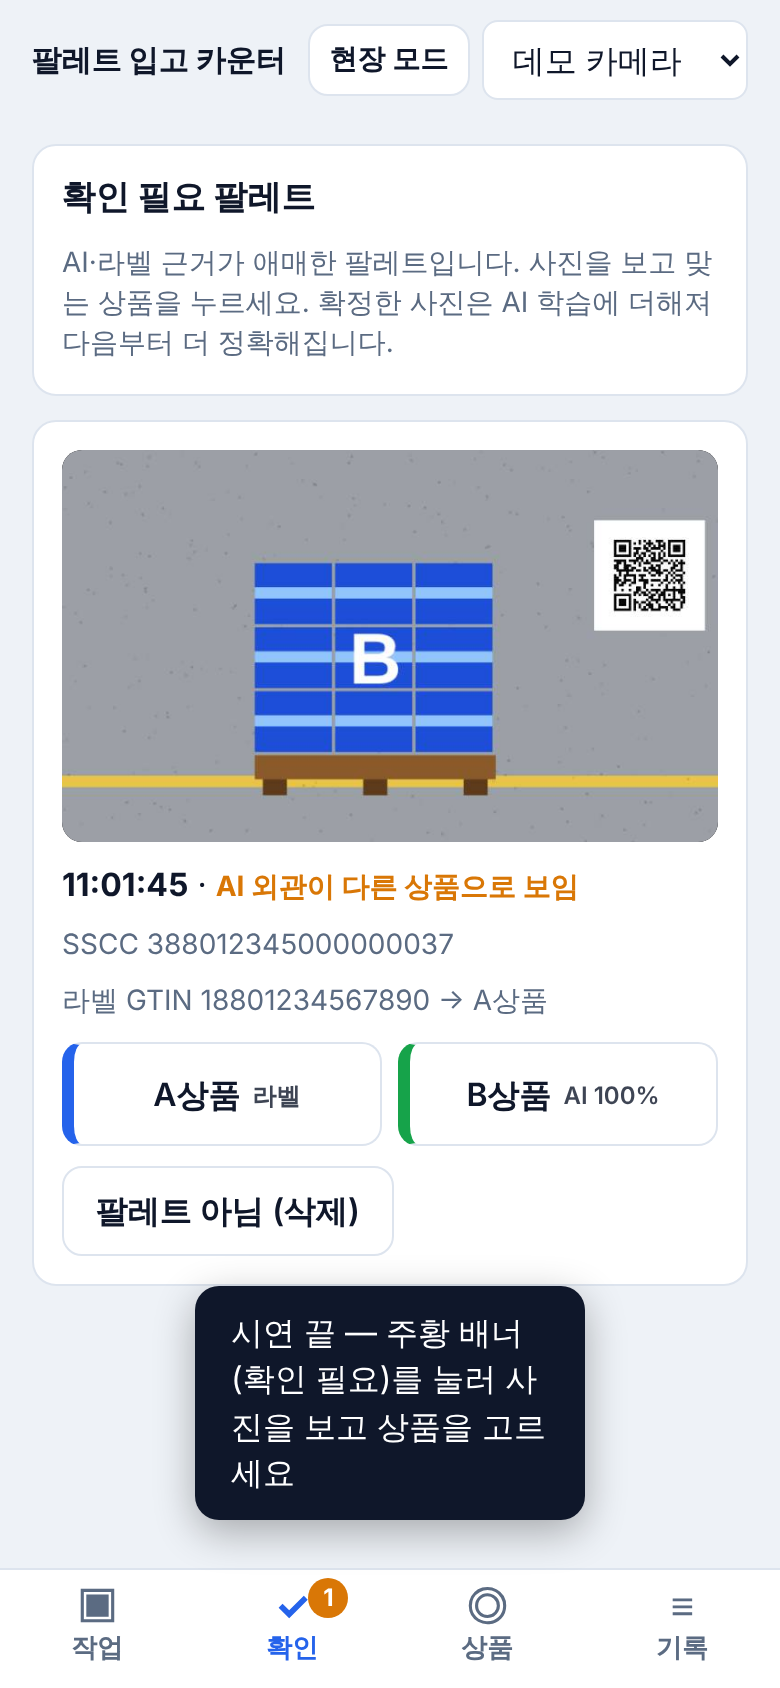 팔레트 입고 카운터
현장 모드
데모 카메라
확인 필요 팔레트
AI·라벨 근거가 애매한 팔레트입니다. 사진을 보고 맞
는 상품을 누르세요. 확정한 사진은 AI 학습에 더해져
다음부터 더 정확해집니다.
B
11:01:45 · AI 외관이 다른 상품으로 보임
SSCC 388012345000000037
라벨 GTIN 18801234567890 → A상품
A상품 라벨
B상품 AI 100%
팔레트 아님 (삭제)
시연 끝 — 주황 배너
(확인 필요)를 눌러 사
진을 보고 상품을 고르
세요
1
작업
확인
상품
기록